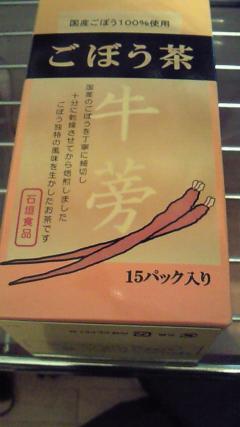 国産ごぼう100%使用
ごぼう茶
牛蒡
国産のごぼうを丁寧に細切し
十分に乾燥させてから焙煎しました
ごぼう独特の風味を生かしたお茶です
石垣食品
15パック入り